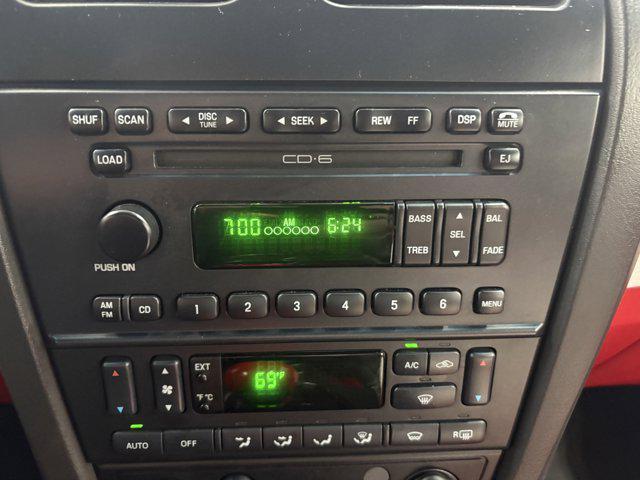 SHUF SCAN DISC TUNE SEEK REW FF DSP MUTE
LOAD CD·6 EJ
700 AM 6:24 BASS TREB SEL BAL FADE
PUSH ON
AM FM CD 1 2 3 4 5 6 MENU
EXT 69°F A/C
°F°C
AUTO OFF R